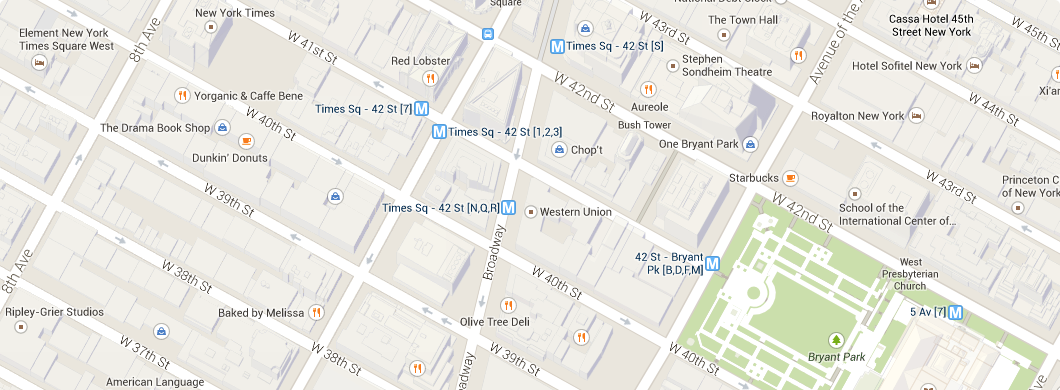 Square
National Debt Clock
New York Times
The Town Hall
Cassa Hotel 45th
Street New York
Element New York
Times Square West
8th Ave
W 41st St
W 43rd St
Avenue of the A
W 45th St
Times Sq - 42 St [S]
Red Lobster
Stephen
Sondheim Theatre
Hotel Sofitel New York
Xi'an
W 42nd St
Yorganic & Caffe Bene
Times Sq - 42 St [7]
Aureole
W 44th St
Royalton New York
W 40th St
The Drama Book Shop
Times Sq - 42 St [1,2,3]
Bush Tower
One Bryant Park
Chop't
Dunkin' Donuts
Starbucks
W 43rd St
Princeton C
of New York
W 39th St
Times Sq - 42 St [N,Q,R]
Western Union
W 42nd St
School of the
International Center of...
8th Ave
Broadway
42 St - Bryant
Pk [B,D,F,M]
West
Presbyterian
Church
W 38th St
W 40th St
Ripley-Grier Studios
Baked by Melissa
5 Av [7]
Olive Tree Deli
W 37th St
W 38th St
W 39th St
W 40th St
Bryant Park
American Language
adway
ve